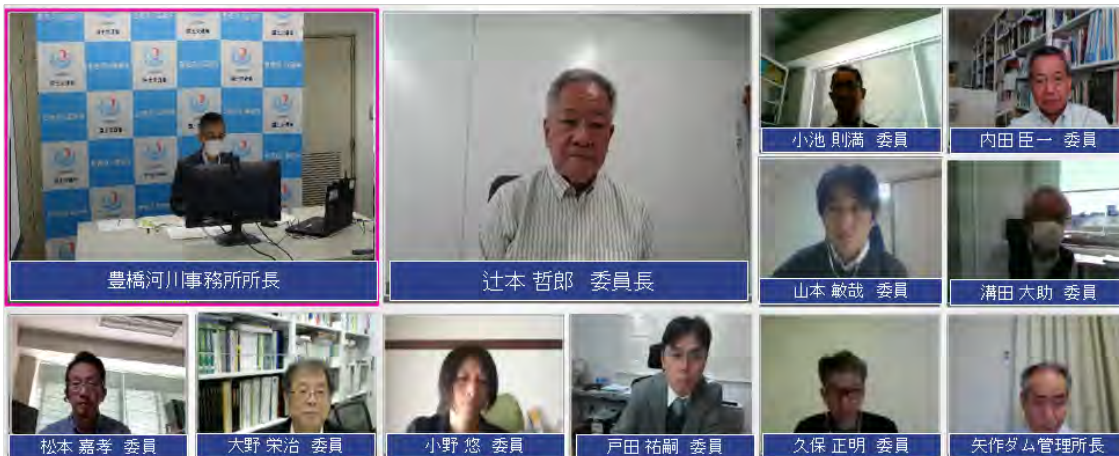 豊橋河川事務所所長
辻本 哲郎 委員長
小池 則満 委員
内田 臣一 委員
山本 敏哉 委員
溝田 大助 委員
松本 嘉孝 委員
大野 栄治 委員
小野 悠 委員
戸田 祐嗣 委員
久保 正明 委員
矢作ダム管理所長